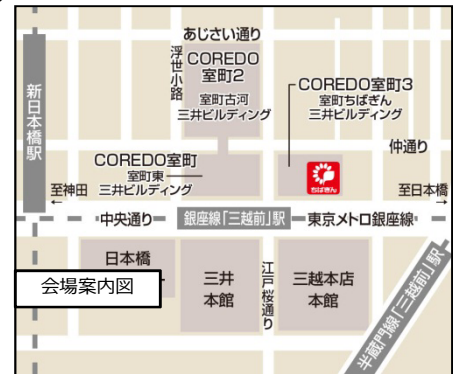 あじさい通り
浮世小路
COREDO
室町2
室町古河
三井ビルディング
COREDO室町3
室町ちばぎん
三井ビルディング
新日本橋駅
仲通り
COREDO室町
室町東
三井ビルディング
ちばぎん
至神田
←
至日本橋
→
中央通り
銀座線「三越前」駅
東京メトロ銀座線
日本橋
会場案内図
三井
本館
江戸桜通り
三越本店
本館
半蔵門線「三越前」駅